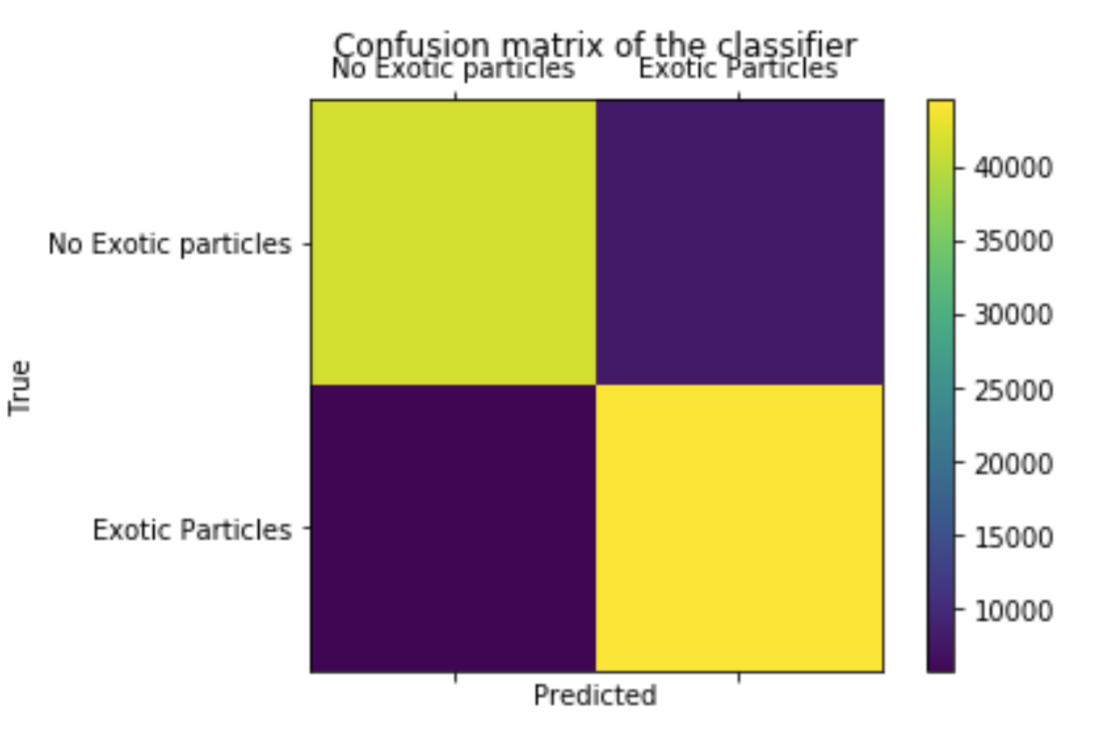 Confusion matrix of the classifier
No Exotic particles Exotic Particles
No Exotic particles
Exotic Particles
True
Predicted
40000
35000
30000
25000
20000
15000
10000